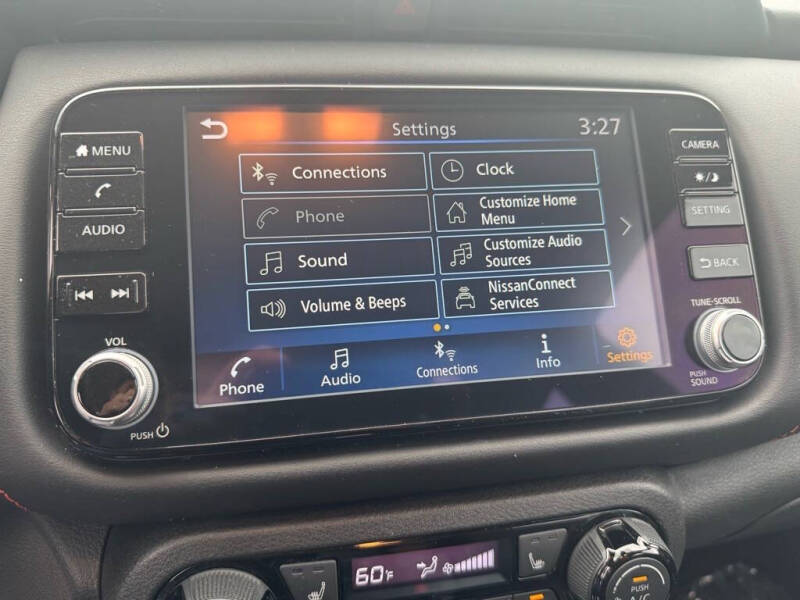 MENU
AUDIO
VOL
PUSH
Settings 3:27
Connections
Clock
Phone
Customize Home
Menu
Sound
Customize Audio
Sources
Volume & Beeps
NissanConnect
Services
Phone
Audio
Connections
Info
Settings
CAMERA
SETTING
BACK
TUNE·SCROLL
PUSH
SOUND
60°F
PUSH
A/C